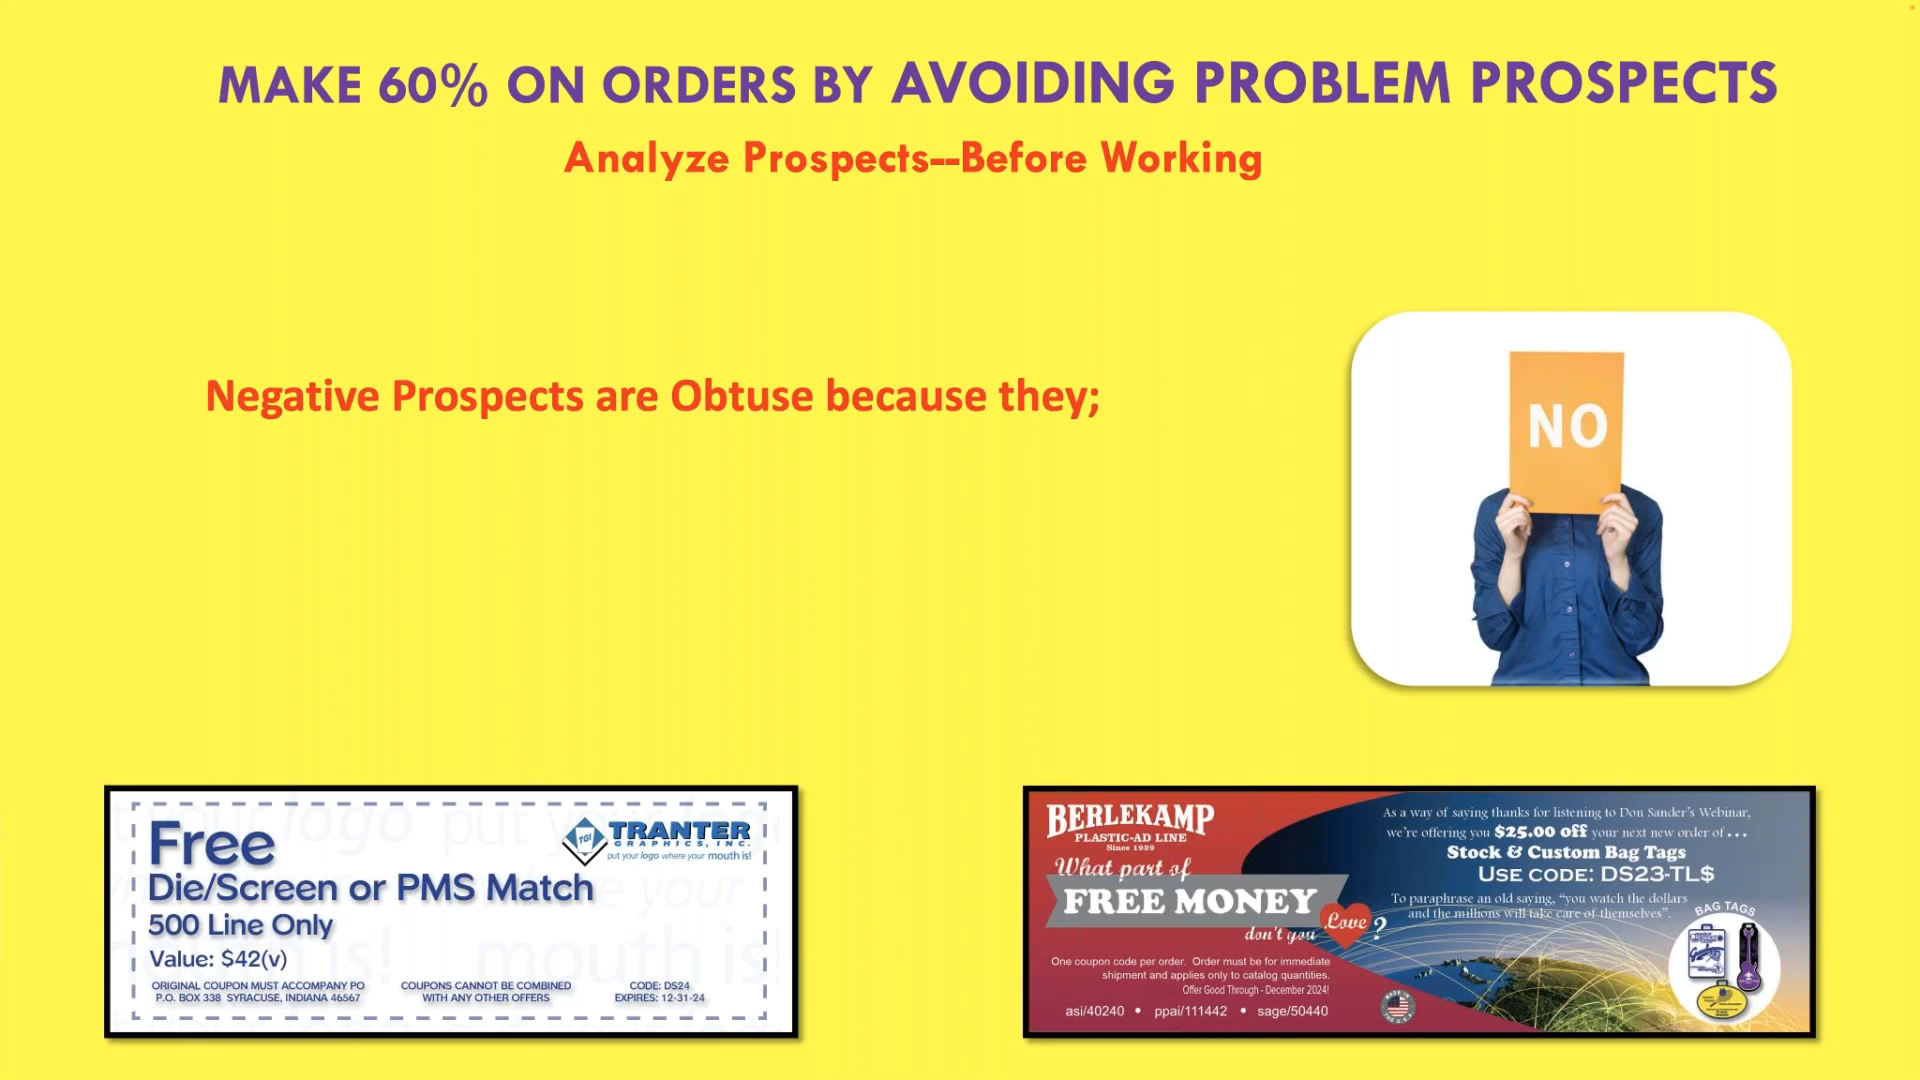 MAKE 60% ON ORDERS BY AVOIDING PROBLEM PROSPECTS
Analyze Prospects--Before Working
Negative Prospects are Obtuse because they;
NO
Free
Die/Screen or PMS Match
500 Line Only
Value: $42(v)
TGI
TRANTER
GRAPHICS, INC.
put your logo where your mouth is!
ORIGINAL COUPON MUST ACCOMPANY PO
P.O. BOX 338 SYRACUSE, INDIANA 46567
COUPONS CANNOT BE COMBINED
WITH ANY OTHER OFFERS
CODE: DS24
EXPIRES: 12-31-24
BERLEKAMP
PLASTIC-AD LINE
Since 1939
What part of
FREE MONEY
don't you Love ?
One coupon code per order. Order must be for immediate
shipment and applies only to catalog quantities.
Offer Good Through - December 2024!
asi/40240 • ppai/111442 • sage/50440
As a way of saying thanks for listening to Don Sander's Webinar,
we're offering you $25.00 off your next new order of ...
Stock & Custom Bag Tags
USE CODE: DS23-TL$
To paraphrase an old saying, "you watch the dollars
and the millions will take care of themselves".
BAG TAGS